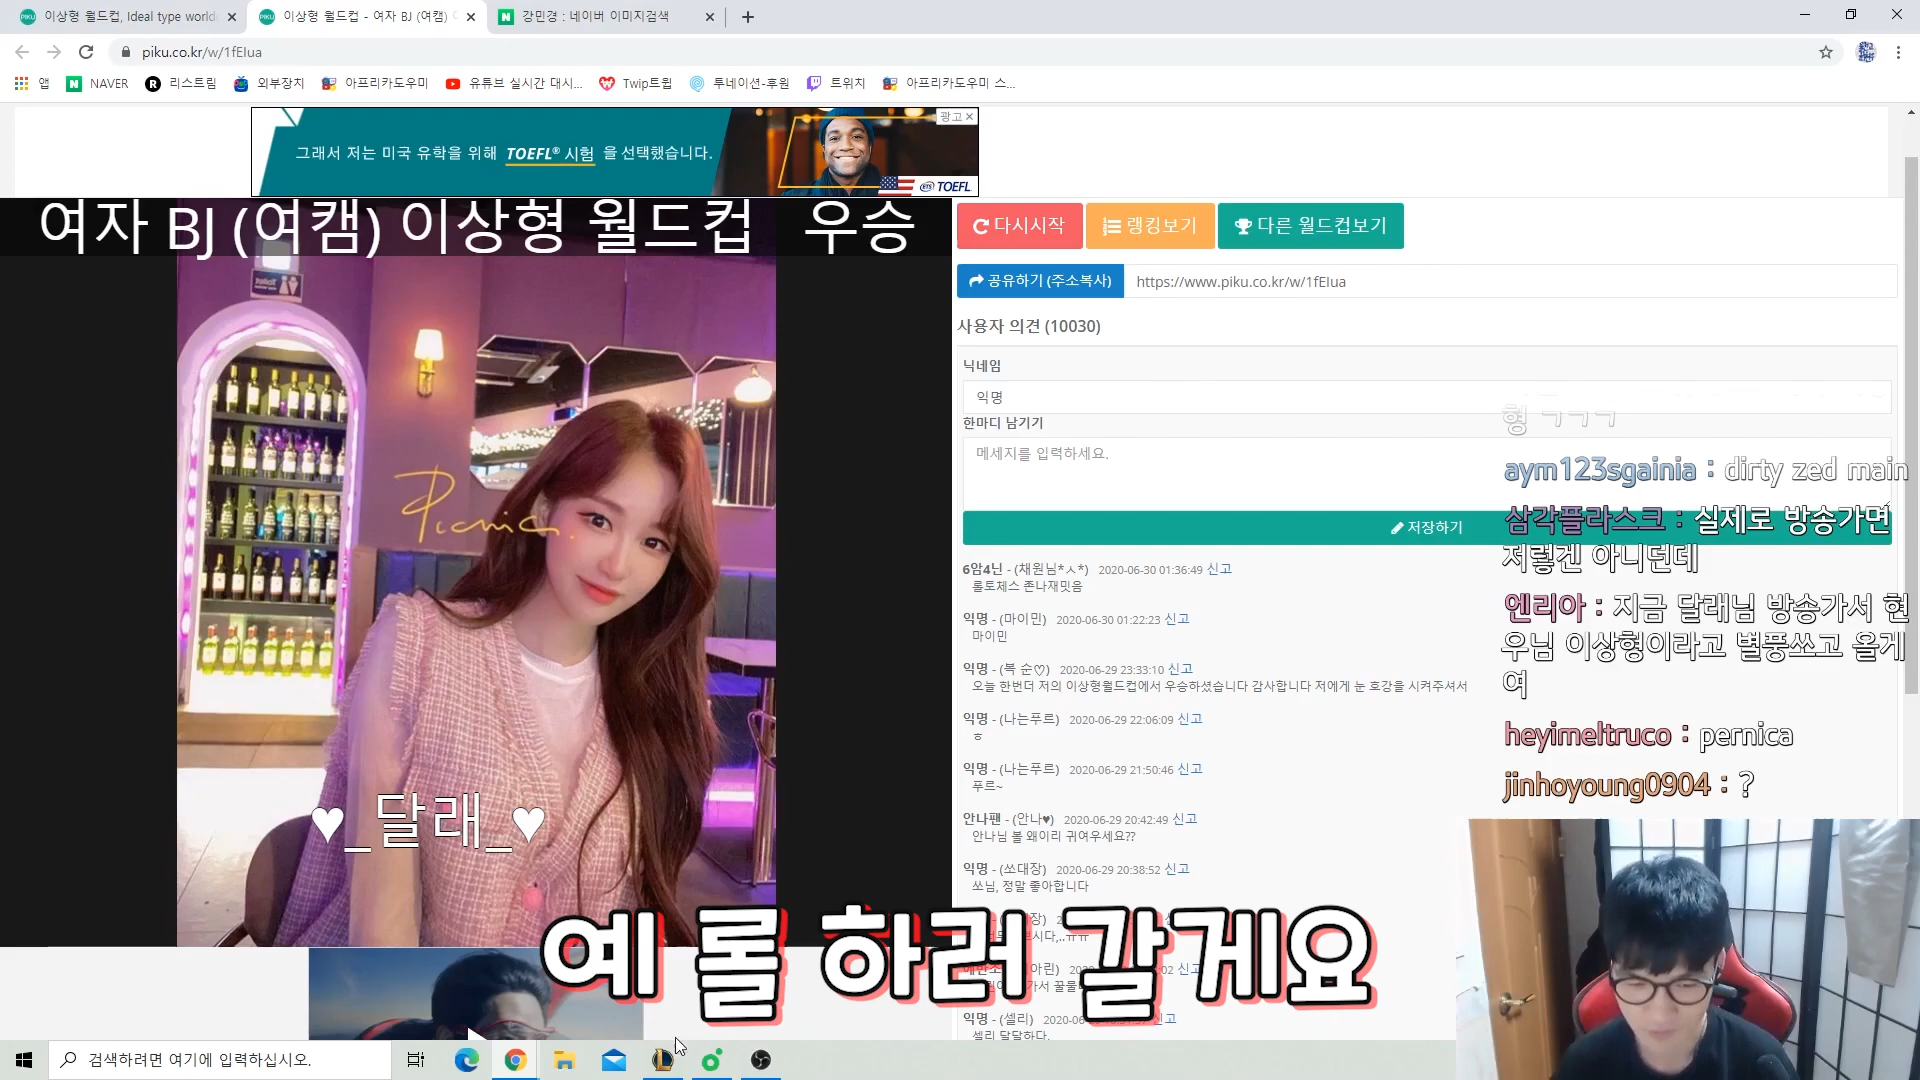 이상형 월드컵, Ideal type world
이상형 월드컵 - 여자 BJ (여캠)
강민경 : 네이버 이미지검색
piku.co.kr/w/1fEIua
앱
NAVER
리스트림
외부장치
아프리카도우미
유튜브 실시간 대시...
Twip트윕
투네이션-후원
트위치
아프리카도우미 스...
그래서 저는 미국 유학을 위해 TOEFL® 시험 을 선택했습니다.
광고
ETS TOEFL
여자 BJ (여캠) 이상형 월드컵 우승
다시시작
랭킹보기
다른 월드컵보기
공유하기 (주소복사)
https://www.piku.co.kr/w/1fEIua
사용자 의견 (10030)
닉네임
익명
한마디 남기기
메세지를 입력하세요.
저장하기
6암4닌 - (채원님*ㅅ*) 2020-06-30 01:36:49 신고
롤토체스 존나재밋음
익명 - (마이민) 2020-06-30 01:22:23 신고
마이민
익명 - (복 순♡) 2020-06-29 23:33:10 신고
오늘 한번더 저의 이상형월드컵에서 우승하셨습니다 감사합니다 저에게 눈 호강을 시켜주셔서
익명 - (나는푸르) 2020-06-29 22:06:09 신고
ㅎ
익명 - (나는푸르) 2020-06-29 21:50:46 신고
푸르~
안나팬 - (안나♥) 2020-06-29 20:42:49 신고
안나님 볼 왜이리 귀여우세요??
익명 - (쏘대장) 2020-06-29 20:38:52 신고
쏘님, 정말 좋아합니다
익명 - (셀리)
셀리 달달하다.
형 ㄱㄱㄱ
aym123sgainia : dirty zed main
삼각플라스크 : 실제로 방송가면
저렇겐 아니던데
엔리아 : 지금 달래님 방송가서 현
우님 이상형이라고 별풍쏘고 올게
여
heyimeltruco : pernica
jinhoyoung0904 : ?
Picnic.
♥_달래_♥
예 롤 하러 갈게요
검색하려면 여기에 입력하십시오.